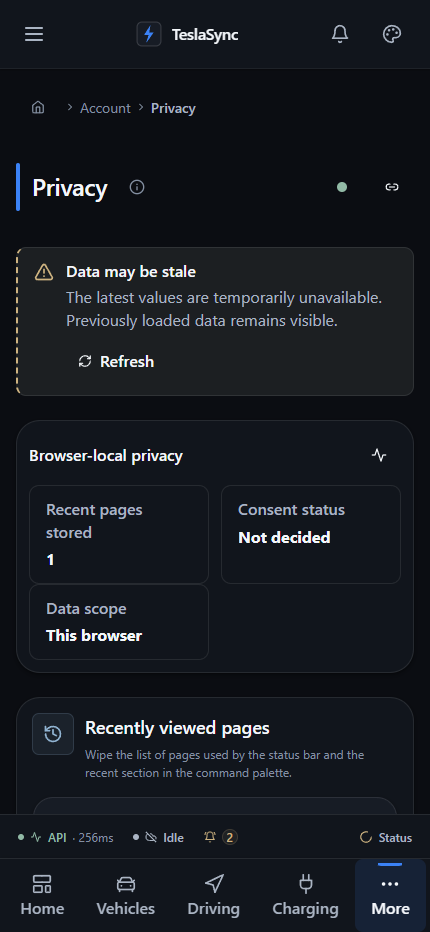 TeslaSync
Account
Privacy
Privacy
Data may be stale
The latest values are temporarily unavailable.
Previously loaded data remains visible.
Refresh
Browser-local privacy
Recent pages
stored
1
Consent status
Not decided
Data scope
This browser
Recently viewed pages
Wipe the list of pages used by the status bar and the
recent section in the command palette.
API · 256ms
Idle
2
Status
Home
Vehicles
Driving
Charging
More